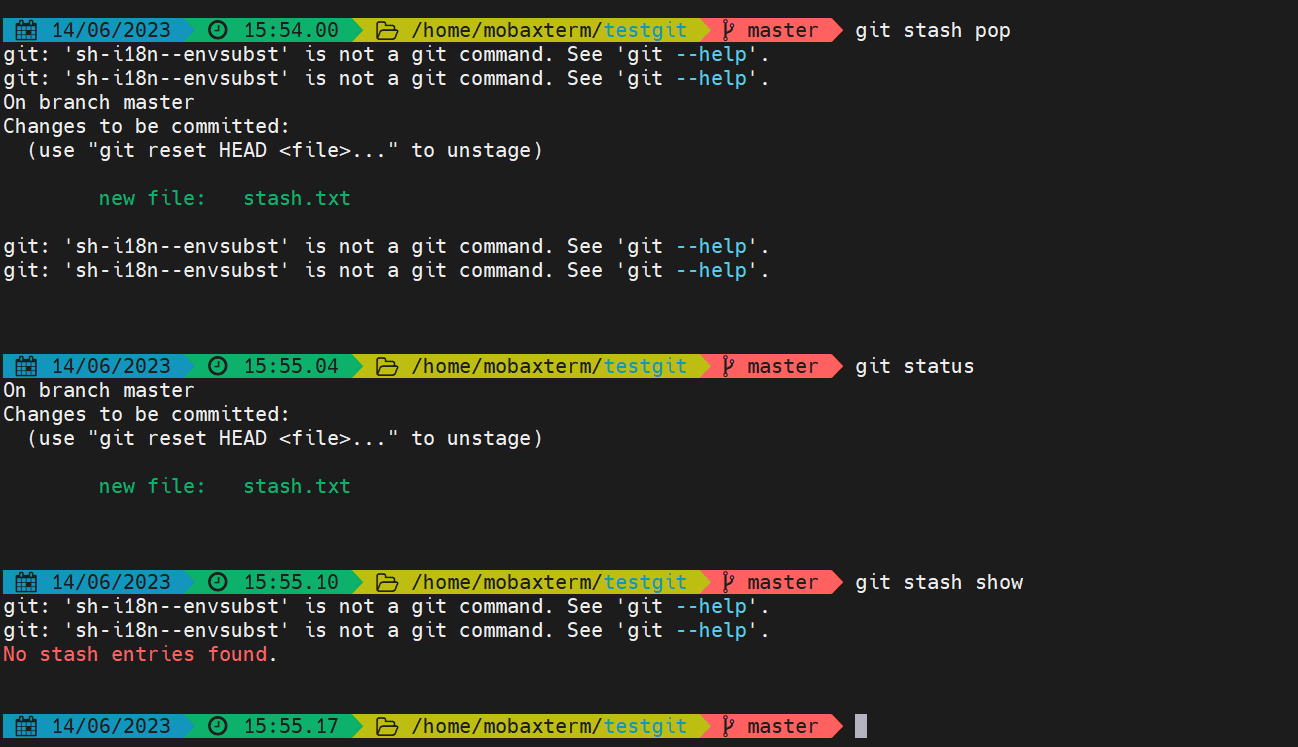 14/06/2023 15:54.00 /home/mobaxterm/testgit master git stash pop
git: 'sh-i18n--envsubst' is not a git command. See 'git --help'.
git: 'sh-i18n--envsubst' is not a git command. See 'git --help'.
On branch master
Changes to be committed:
  (use "git reset HEAD <file>..." to unstage)
        new file:   stash.txt
git: 'sh-i18n--envsubst' is not a git command. See 'git --help'.
git: 'sh-i18n--envsubst' is not a git command. See 'git --help'.
14/06/2023 15:55.04 /home/mobaxterm/testgit master git status
On branch master
Changes to be committed:
  (use "git reset HEAD <file>..." to unstage)
        new file:   stash.txt
14/06/2023 15:55.10 /home/mobaxterm/testgit master git stash show
git: 'sh-i18n--envsubst' is not a git command. See 'git --help'.
git: 'sh-i18n--envsubst' is not a git command. See 'git --help'.
No stash entries found.
14/06/2023 15:55.17 /home/mobaxterm/testgit master